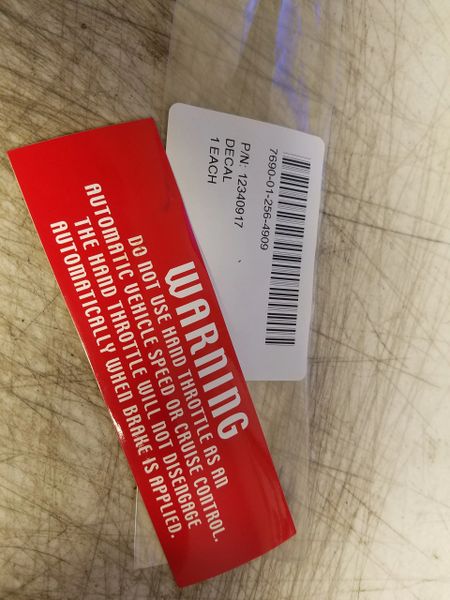 7690-01-256-4909
P/N: 12340917
DECAL
1 EACH
WARNING
DO NOT USE HAND THROTTLE AS AN
AUTOMATIC VEHICLE SPEED OR CRUISE CONTROL.
THE HAND THROTTLE WILL NOT DISENGAGE
AUTOMATICALLY WHEN BRAKE IS APPLIED.